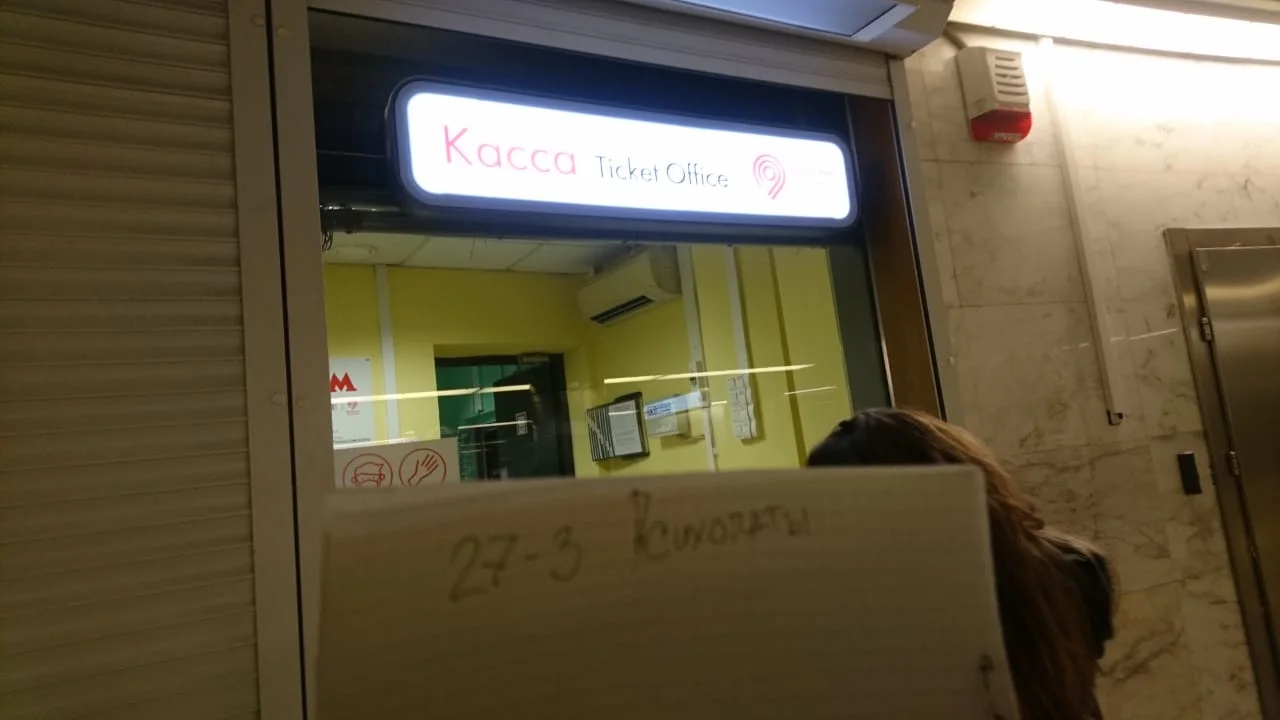 Касса Ticket Office
М
27-3 Психопаты